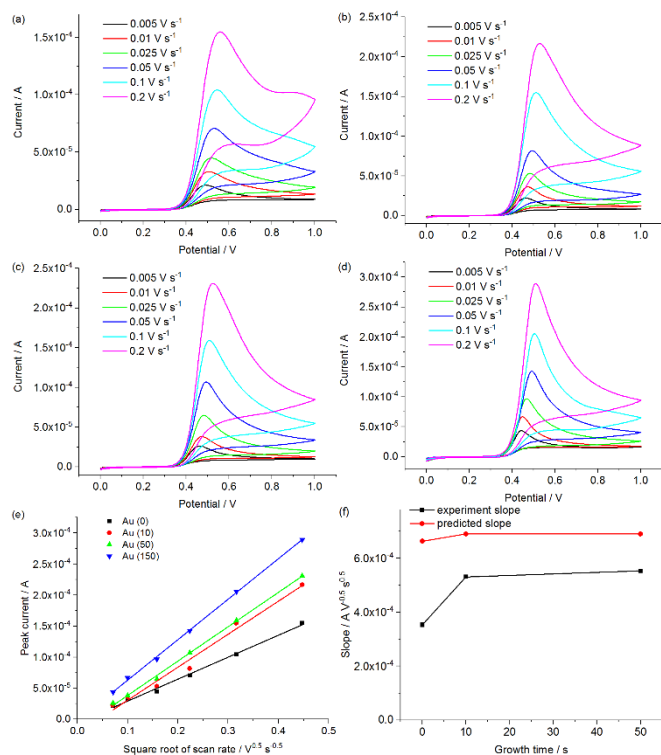 (a)
0.005 V s⁻¹
0.01 V s⁻¹
0.025 V s⁻¹
0.05 V s⁻¹
0.1 V s⁻¹
0.2 V s⁻¹
1.5x10⁻⁴
1.0x10⁻⁴
5.0x10⁻⁵
0.0
Current / A
0.0 0.2 0.4 0.6 0.8 1.0
Potential / V
(b)
0.005 V s⁻¹
0.01 V s⁻¹
0.025 V s⁻¹
0.05 V s⁻¹
0.1 V s⁻¹
0.2 V s⁻¹
2.5x10⁻⁴
2.0x10⁻⁴
1.5x10⁻⁴
1.0x10⁻⁴
5.0x10⁻⁵
0.0
Current / A
0.0 0.2 0.4 0.6 0.8 1.0
Potential / V
(c)
0.005 V s⁻¹
0.01 V s⁻¹
0.025 V s⁻¹
0.05 V s⁻¹
0.1 V s⁻¹
0.2 V s⁻¹
2.5x10⁻⁴
2.0x10⁻⁴
1.5x10⁻⁴
1.0x10⁻⁴
5.0x10⁻⁵
0.0
Current / A
0.0 0.2 0.4 0.6 0.8 1.0
Potential / V
(d)
0.005 V s⁻¹
0.01 V s⁻¹
0.025 V s⁻¹
0.05 V s⁻¹
0.1 V s⁻¹
0.2 V s⁻¹
3.0x10⁻⁴
2.5x10⁻⁴
2.0x10⁻⁴
1.5x10⁻⁴
1.0x10⁻⁴
5.0x10⁻⁵
0.0
Current / A
0.0 0.2 0.4 0.6 0.8 1.0
Potential / V
(e)
Au (0)
Au (10)
Au (50)
Au (150)
3.0x10⁻⁴
2.5x10⁻⁴
2.0x10⁻⁴
1.5x10⁻⁴
1.0x10⁻⁴
5.0x10⁻⁵
0.0
Peak current / A
0.0 0.1 0.2 0.3 0.4 0.5
Square root of scan rate / V⁰·⁵ s⁻⁰·⁵
(f)
experiment slope
predicted slope
6.0x10⁻⁴
4.0x10⁻⁴
2.0x10⁻⁴
Slope / A V⁻⁰·⁵ s⁰·⁵
0 10 20 30 40 50
Growth time / s